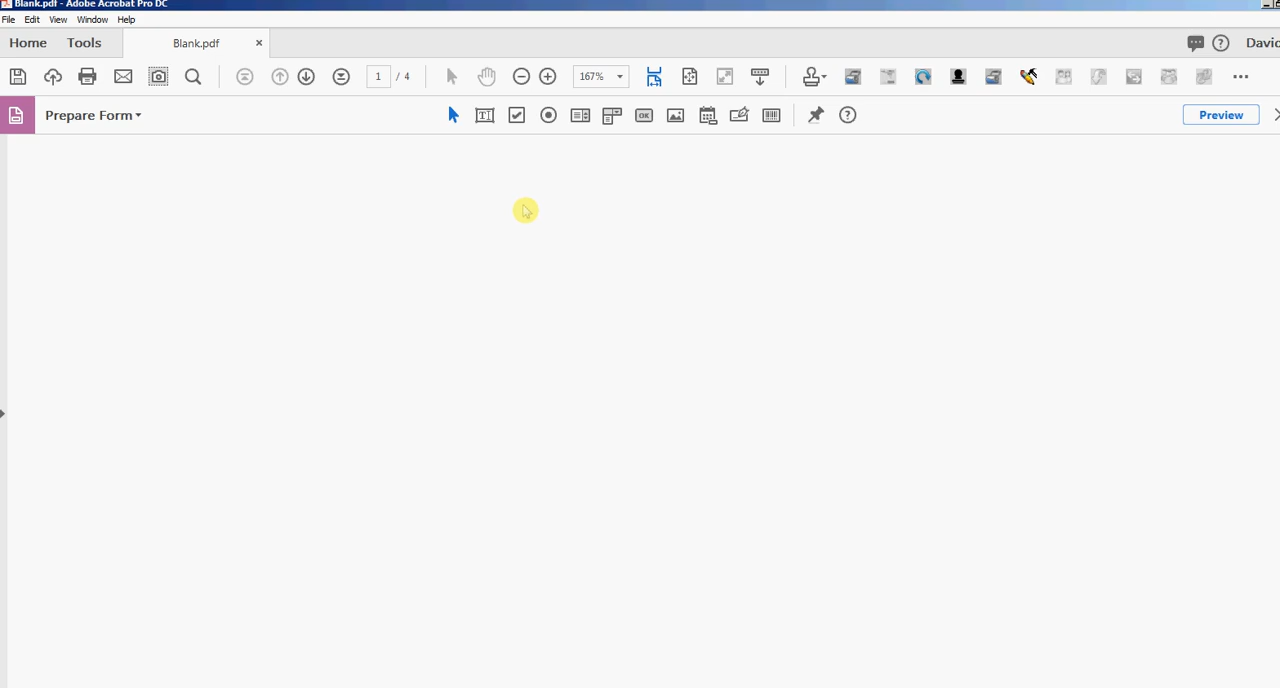 Blank.pdf - Adobe Acrobat Pro DC
File Edit View Window Help
Home Tools Blank.pdf × ? Davic
1 / 4 167%
Prepare Form T OK ? Preview